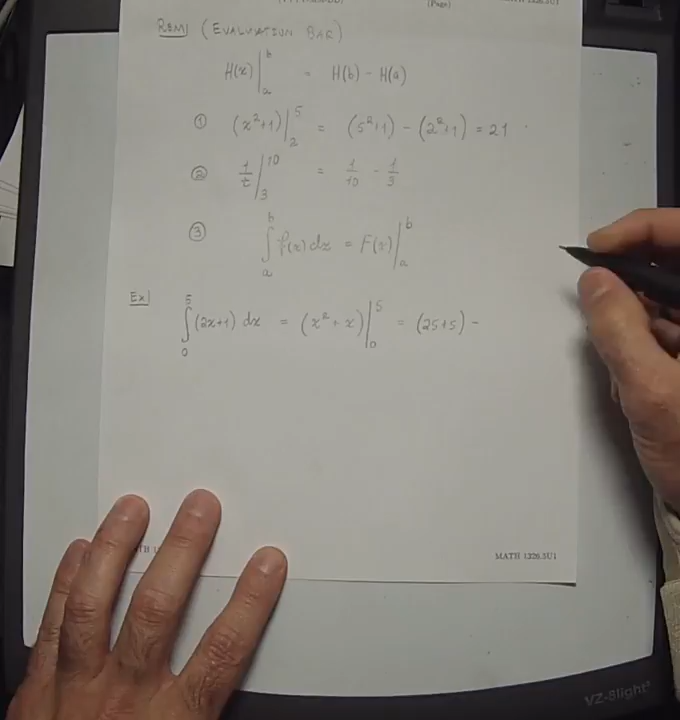 (Page)
REM (EVALUATION BAR)
H(x) |_a^b = H(b) - H(a)
① (x²+1) |_2^5 = (5²+1) - (2²+1) = 21
② 1/t |_3^10 = 1/10 - 1/3
③ ∫_a^b f(x) dx = F(x) |_a^b
Ex ∫_0^5 (2x+1) dx = (x² + x) |_0^5 = (25+5) -
MATH 1326.5U1
VZ-8light³